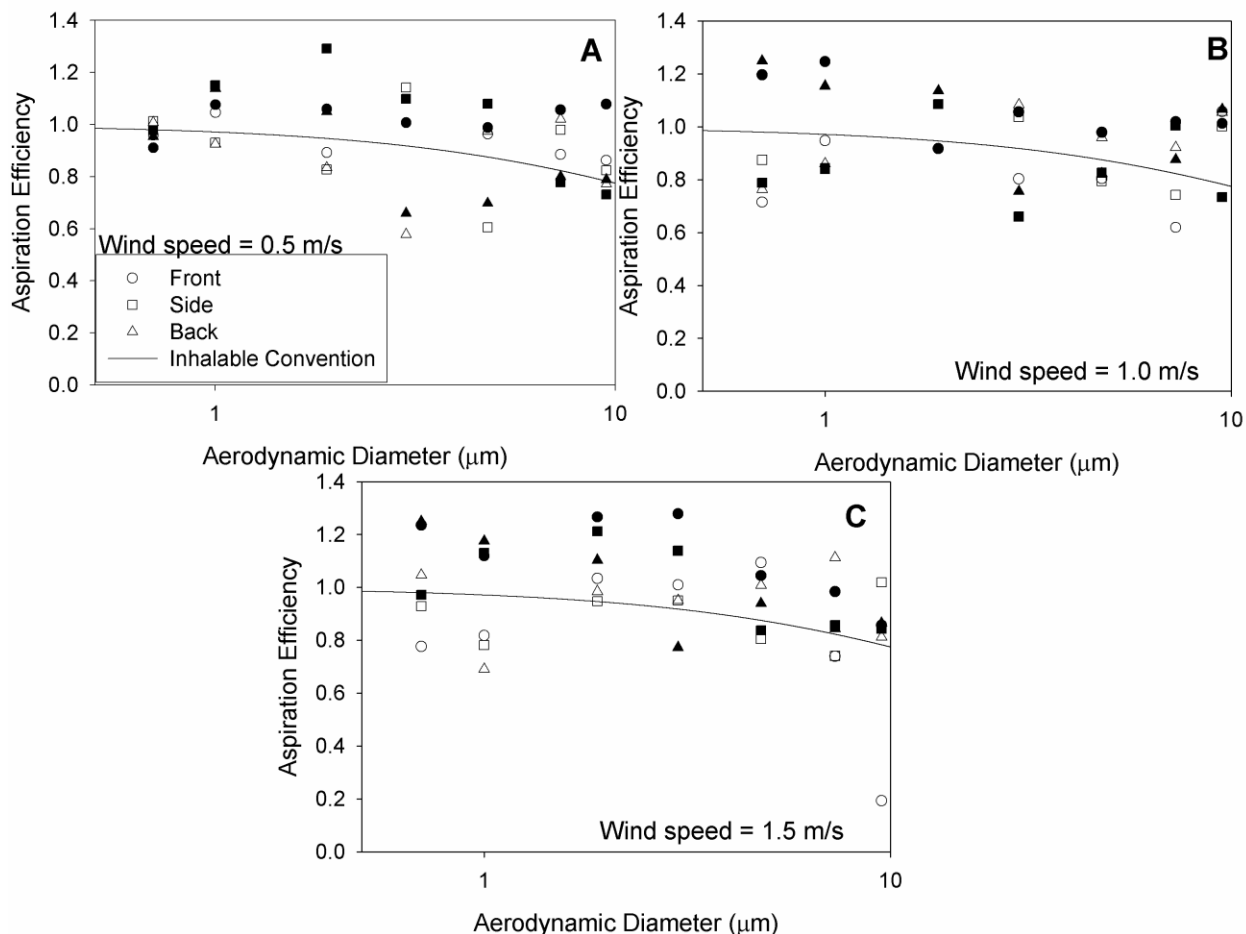 1.4
1.2
1.0
0.8
0.6
0.4
0.2
0.0
Aspiration Efficiency
A
Wind speed = 0.5 m/s
Front
Side
Back
Inhalable Convention
1
10
Aerodynamic Diameter (μm)
1.4
1.2
1.0
0.8
0.6
0.4
0.2
0.0
Aspiration Efficiency
B
Wind speed = 1.0 m/s
1
10
Aerodynamic Diameter (μm)
1.4
1.2
1.0
0.8
0.6
0.4
0.2
0.0
Aspiration Efficiency
C
Wind speed = 1.5 m/s
1
10
Aerodynamic Diameter (μm)